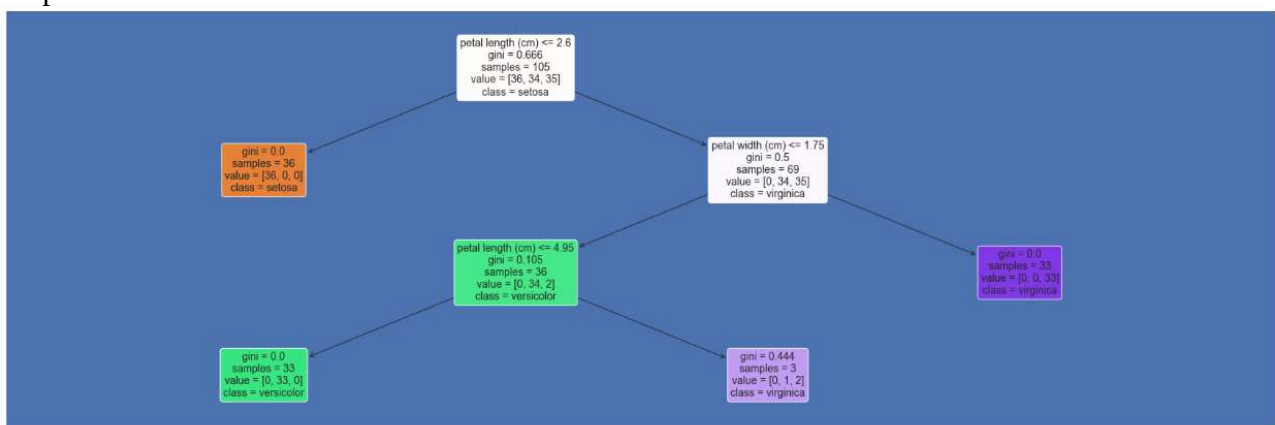 petal length (cm) <= 2.6
gini = 0.666
samples = 105
value = [36, 34, 35]
class = setosa
gini = 0.0
samples = 36
value = [36, 0, 0]
class = setosa
petal width (cm) <= 1.75
gini = 0.5
samples = 69
value = [0, 34, 35]
class = virginica
petal length (cm) <= 4.95
gini = 0.105
samples = 36
value = [0, 34, 2]
class = versicolor
gini = 0.0
samples = 33
value = [0, 0, 33]
class = virginica
gini = 0.0
samples = 33
value = [0, 33, 0]
class = versicolor
gini = 0.444
samples = 3
value = [0, 1, 2]
class = virginica